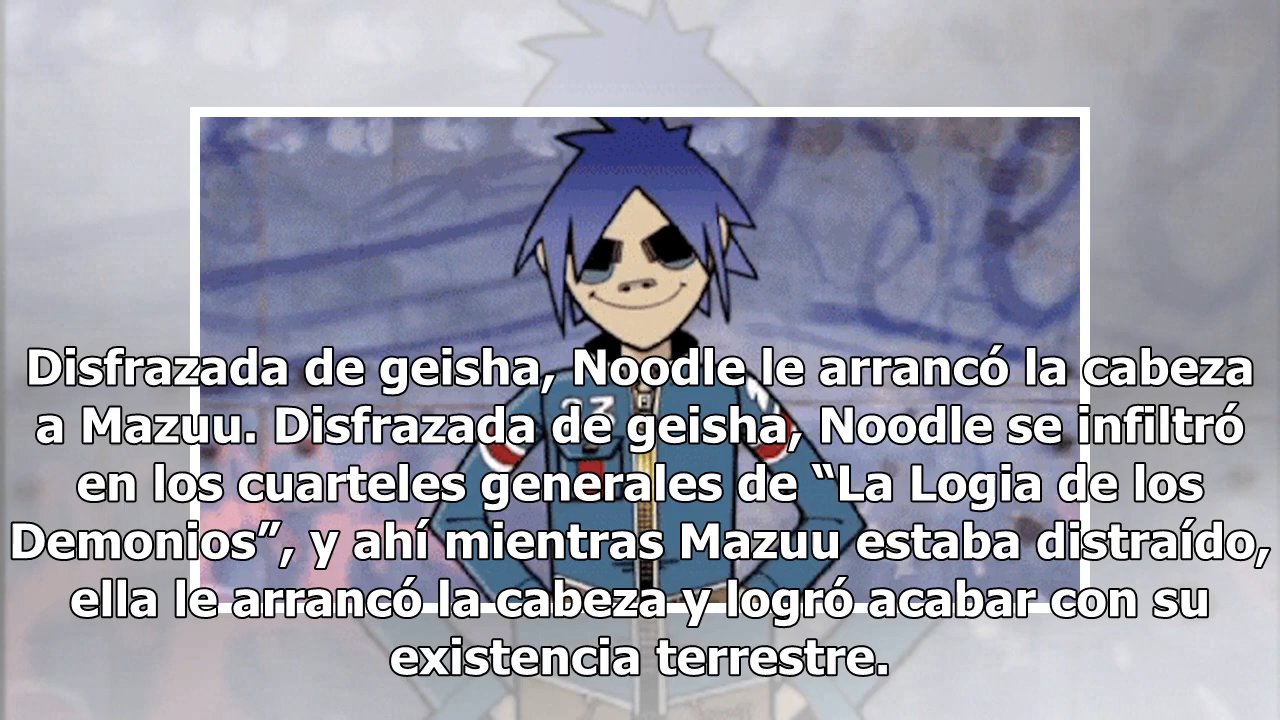 Disfrazada de geisha, Noodle le arrancó la cabeza
a Mazuu. Disfrazada de geisha, Noodle se infiltró
en los cuarteles generales de “La Logia de los
Demonios”, y ahí mientras Mazuu estaba distraído,
ella le arrancó la cabeza y logró acabar con su
existencia terrestre.